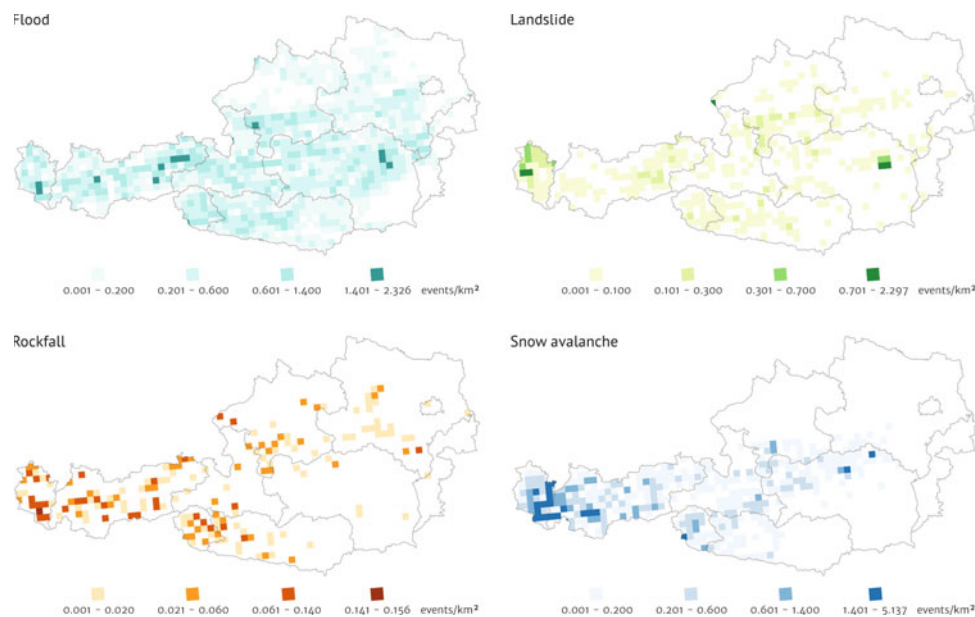 Flood
Landslide
0.001 – 0.200 0.201 – 0.600 0.601 – 1.400 1.401 – 2.326 events/km²
0.001 – 0.100 0.101 – 0.300 0.301 – 0.700 0.701 – 2.297 events/km²
Rockfall
Snow avalanche
0.001 – 0.020 0.021 – 0.060 0.061 – 0.140 0.141 – 0.156 events/km²
0.001 – 0.200 0.201 – 0.600 0.601 – 1.400 1.401 – 5.137 events/km²